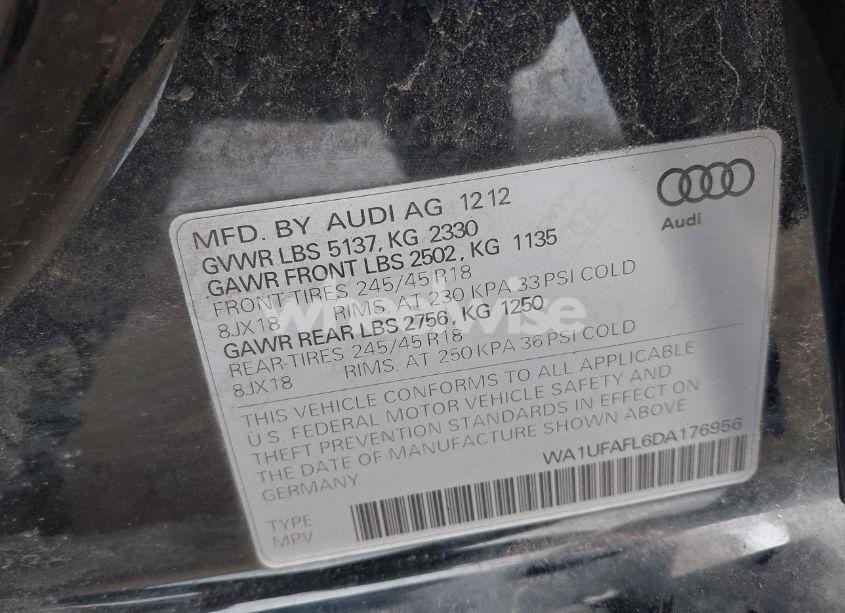 Audi
MFD. BY AUDI AG 1212
GVWR LBS 5137, KG 2330
GAWR FRONT LBS 2502, KG 1135
FRONT-TIRES 245/45 R18
8JX18 RIMS. AT 230 KPA 33 PSI COLD
GAWR REAR LBS 2756, KG 1250
REAR-TIRES 245/45 R18
8JX18 RIMS. AT 250 KPA 36 PSI COLD
THIS VEHICLE CONFORMS TO ALL APPLICABLE
U.S. FEDERAL MOTOR VEHICLE SAFETY AND
THEFT PREVENTION STANDARDS IN EFFECT ON
THE DATE OF MANUFACTURE SHOWN ABOVE
GERMANY
WA1UFAFL6DA176956
TYPE
MPV
wheelwise